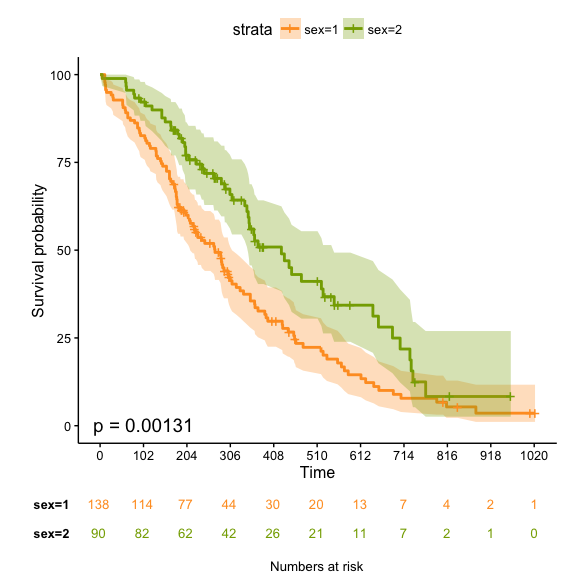 strata sex=1 sex=2
Survival probability
100
75
50
25
0
p = 0.00131
0 102 204 306 408 510 612 714 816 918 1020
Time
sex=1 138 114 77 44 30 20 13 7 4 2 1
sex=2 90 82 62 42 26 21 11 7 2 1 0
Numbers at risk